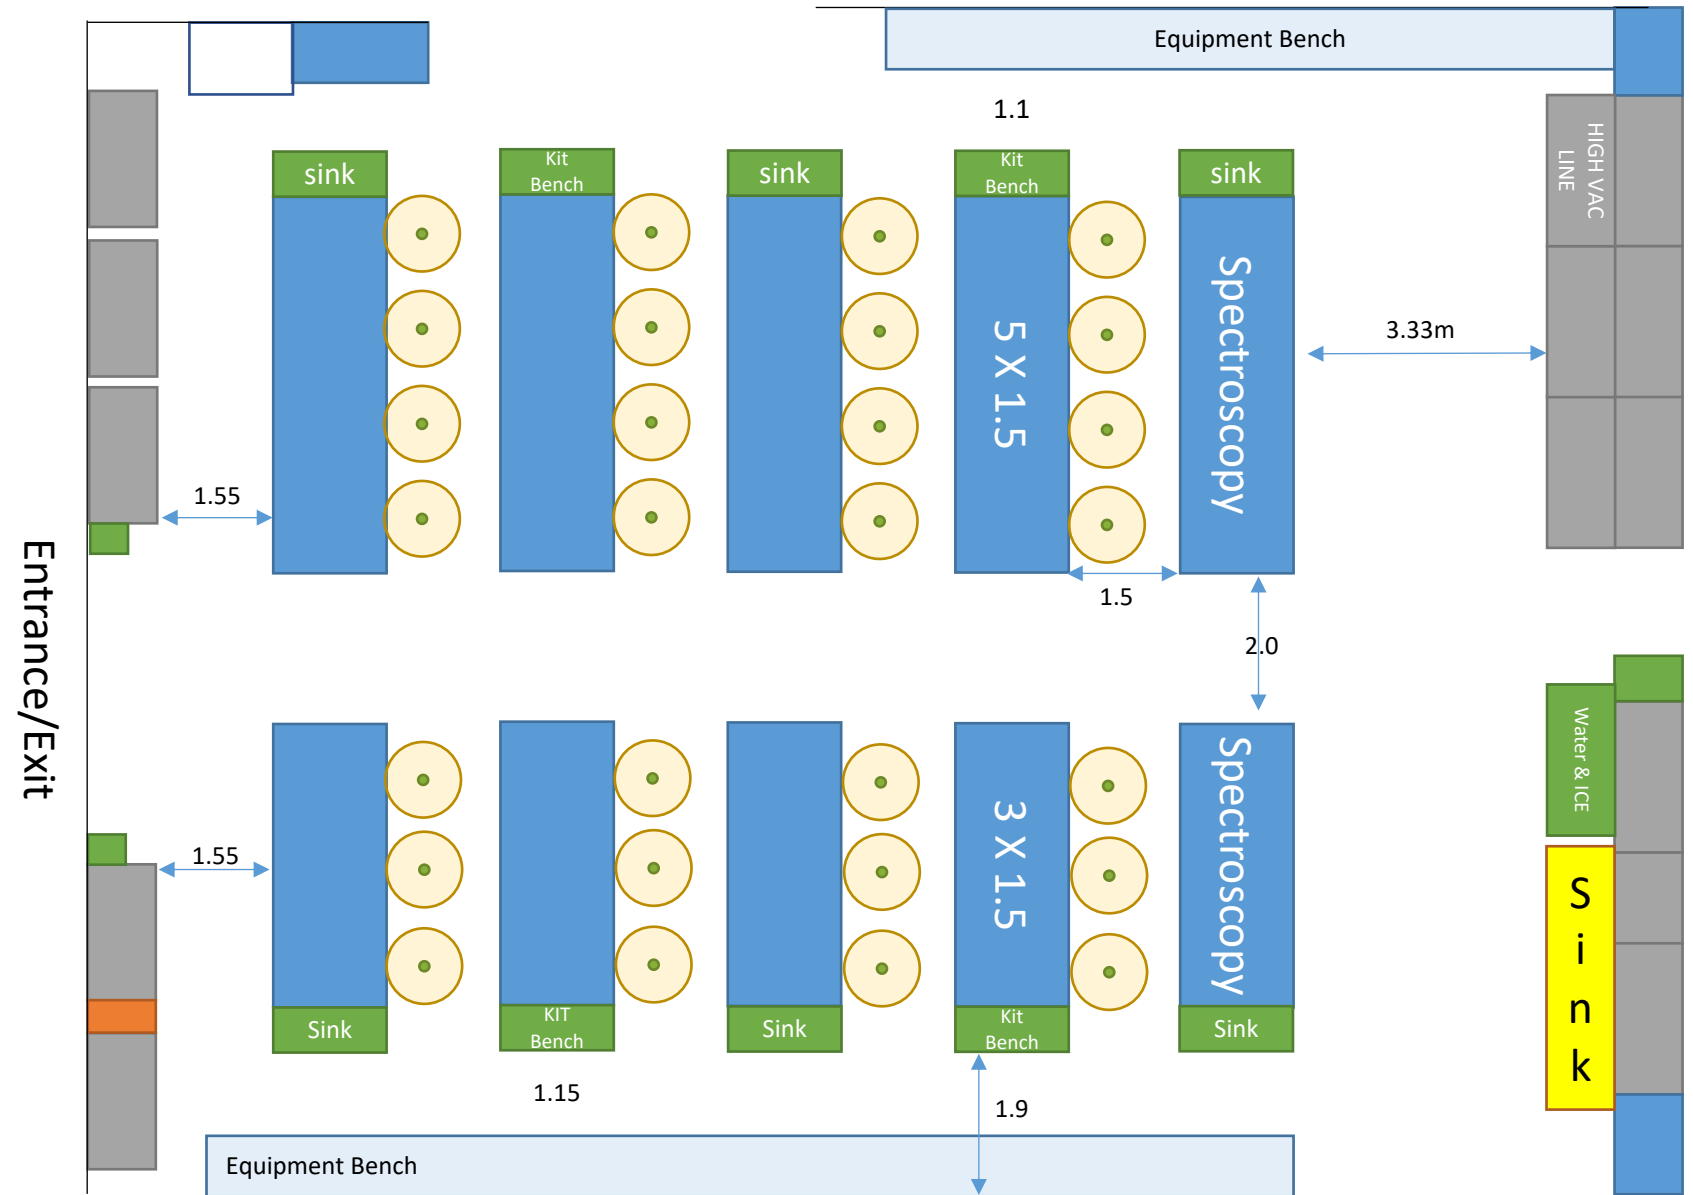 Equipment Bench
1.1
sink
Kit
Bench
sink
Kit
Bench
sink
HIGH VAC
LINE
5 X 1.5
Spectroscopy
3.33m
1.55
1.5
Entrance/Exit
2.0
Water & ICE
3 X 1.5
Spectroscopy
1.55
S
i
n
k
Sink
KIT
Bench
Sink
Kit
Bench
Sink
1.15
1.9
Equipment Bench